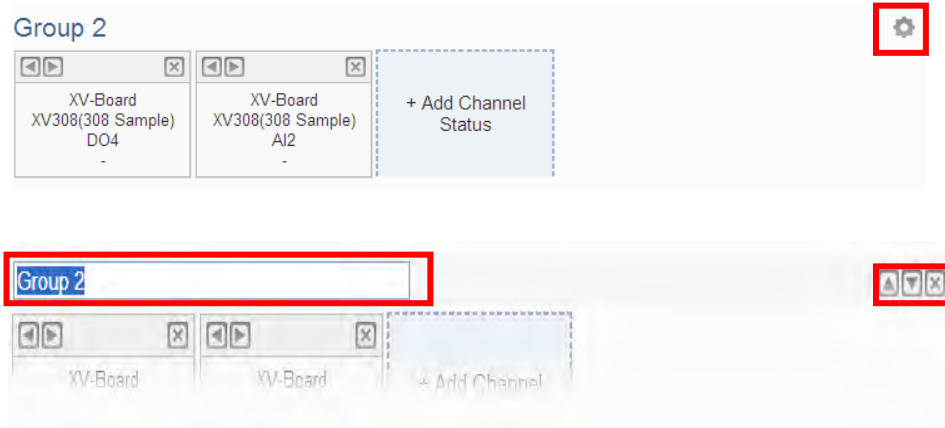 Group 2
XV-Board
XV308(308 Sample)
DO4
-
XV-Board
XV308(308 Sample)
AI2
-
+ Add Channel
Status
Group 2
XV-Board
XV-Board
+ Add Channel